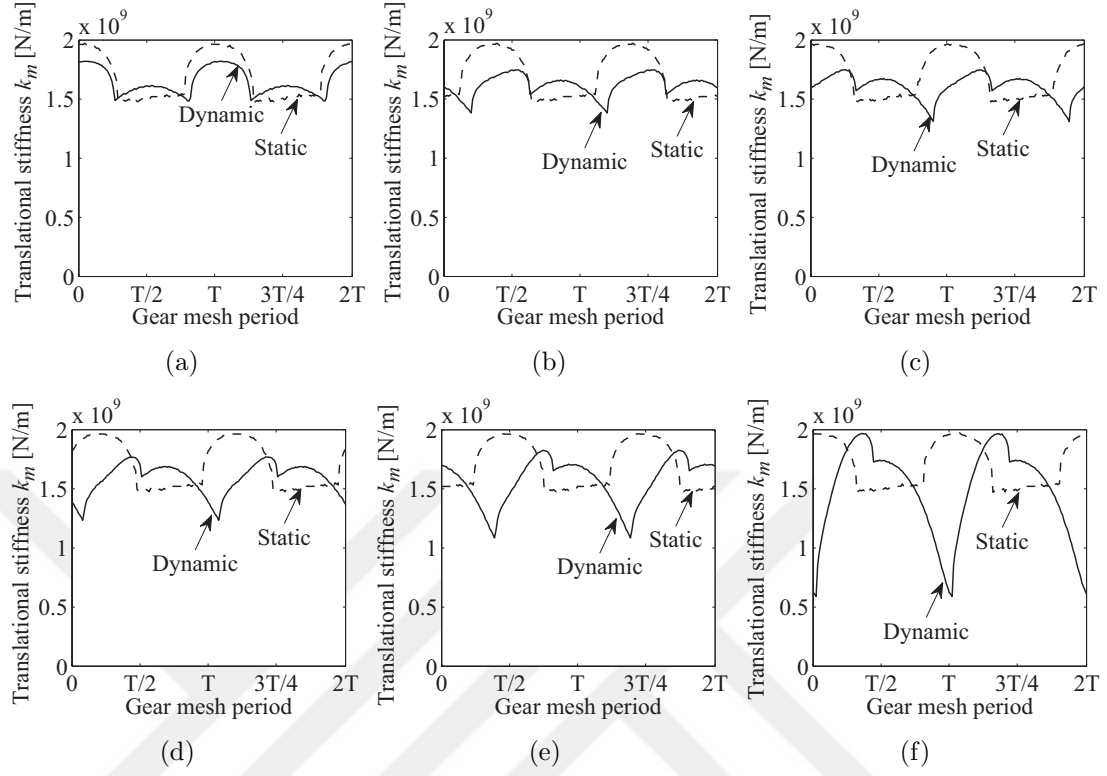 x 10^9
Translational stiffness k_m [N/m]
2
1.5
1
0.5
0
Dynamic
Static
0 T/2 T 3T/4 2T
Gear mesh period
(a)
x 10^9
Translational stiffness k_m [N/m]
2
1.5
1
0.5
0
Dynamic
Static
0 T/2 T 3T/4 2T
Gear mesh period
(b)
x 10^9
Translational stiffness k_m [N/m]
2
1.5
1
0.5
0
Dynamic
Static
0 T/2 T 3T/4 2T
Gear mesh period
(c)
x 10^9
Translational stiffness k_m [N/m]
2
1.5
1
0.5
0
Static
Dynamic
0 T/2 T 3T/4 2T
Gear mesh period
(d)
x 10^9
Translational stiffness k_m [N/m]
2
1.5
1
0.5
0
Static
Dynamic
0 T/2 T 3T/4 2T
Gear mesh period
(e)
x 10^9
Translational stiffness k_m [N/m]
2
1.5
1
0.5
0
Static
Dynamic
0 T/2 T 3T/4 2T
Gear mesh period
(f)